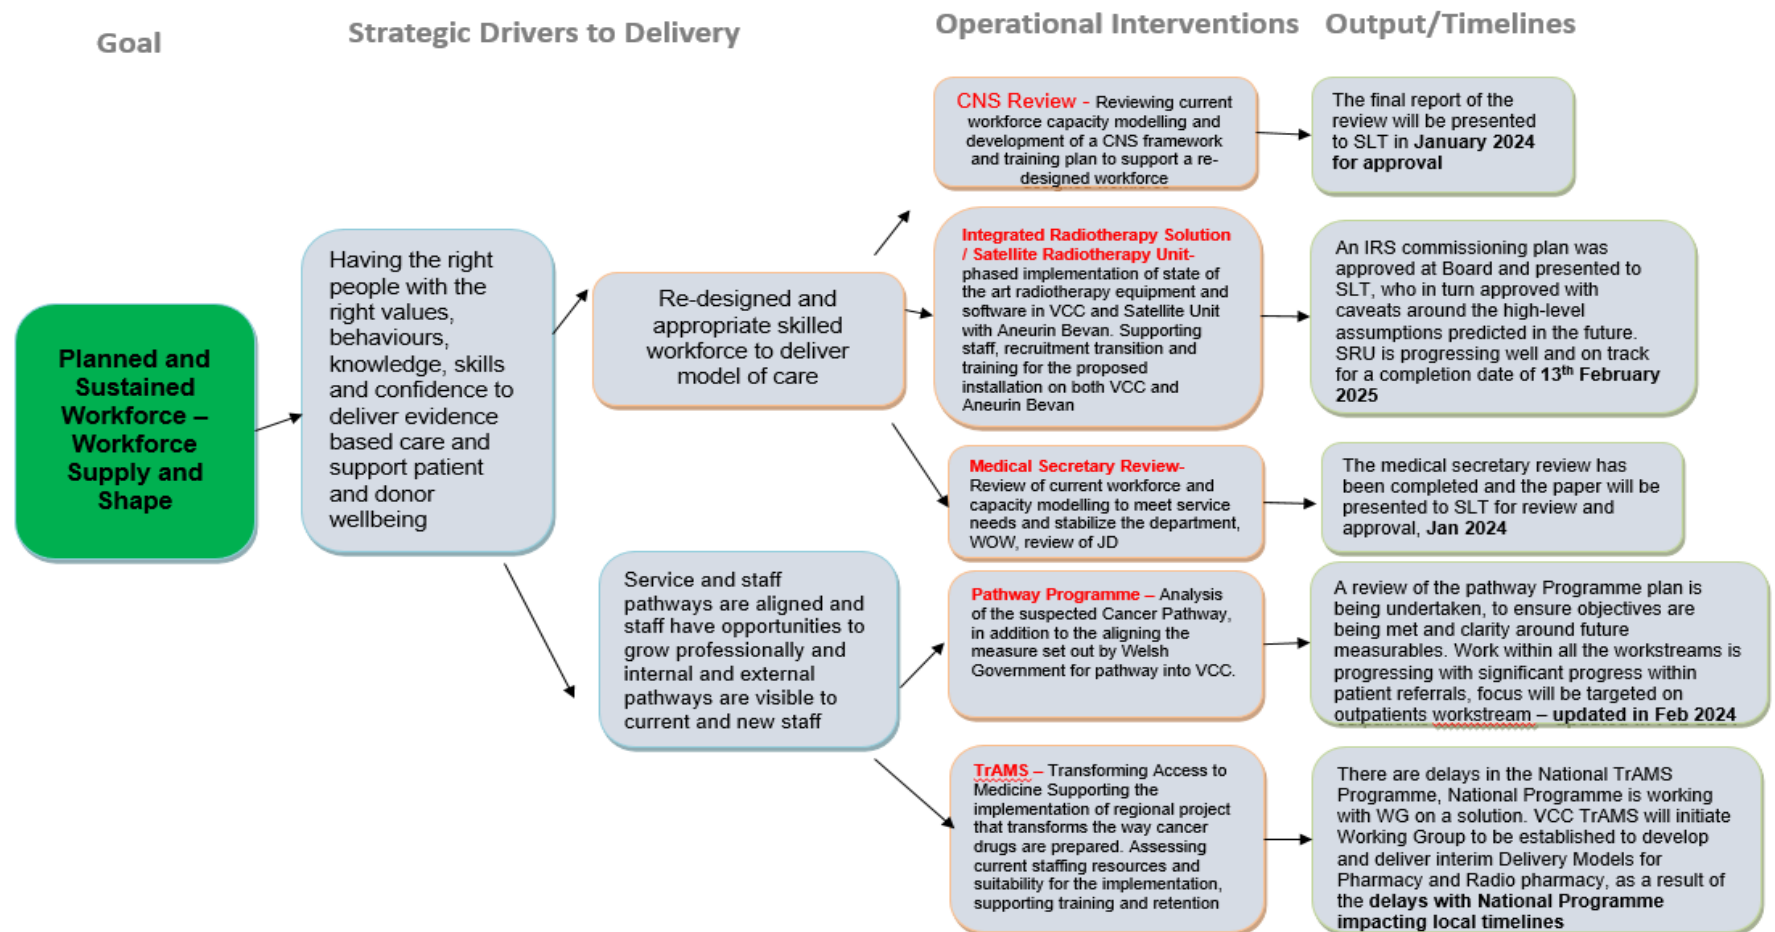 Goal
Strategic Drivers to Delivery
Operational Interventions
Output/Timelines
Planned and
Sustained
Workforce –
Workforce
Supply and
Shape
Having the right
people with the
right values,
behaviours,
knowledge, skills
and confidence to
deliver evidence
based care and
support patient
and donor
wellbeing
Re-designed and
appropriate skilled
workforce to deliver
model of care
Service and staff
pathways are aligned and
staff have opportunities to
grow professionally and
internal and external
pathways are visible to
current and new staff
CNS Review - Reviewing current
workforce capacity modelling and
development of a CNS framework
and training plan to support a re-
designed workforce
The final report of the
review will be presented
to SLT in January 2024
for approval
Integrated Radiotherapy Solution
/ Satellite Radiotherapy Unit-
phased implementation of state of
the art radiotherapy equipment and
software in VCC and Satellite Unit
with Aneurin Bevan. Supporting
staff, recruitment transition and
training for the proposed
installation on both VCC and
Aneurin Bevan
An IRS commissioning plan was
approved at Board and presented to
SLT, who in turn approved with
caveats around the high-level
assumptions predicted in the future.
SRU is progressing well and on track
for a completion date of 13th February
2025
Medical Secretary Review-
Review of current workforce and
capacity modelling to meet service
needs and stabilize the department,
WOW, review of JD
The medical secretary review has
been completed and the paper will be
presented to SLT for review and
approval, Jan 2024
Pathway Programme – Analysis
of the suspected Cancer Pathway,
in addition to the aligning the
measure set out by Welsh
Government for pathway into VCC.
A review of the pathway Programme plan is
being undertaken, to ensure objectives are
being met and clarity around future
measurables. Work within all the workstreams is
progressing with significant progress within
patient referrals, focus will be targeted on
outpatients workstream – updated in Feb 2024
TrAMS – Transforming Access to
Medicine Supporting the
implementation of regional project
that transforms the way cancer
drugs are prepared. Assessing
current staffing resources and
suitability for the implementation,
supporting training and retention
There are delays in the National TrAMS
Programme, National Programme is working
with WG on a solution. VCC TrAMS will initiate
Working Group to be established to develop
and deliver interim Delivery Models for
Pharmacy and Radio pharmacy, as a result of
the delays with National Programme
impacting local timelines